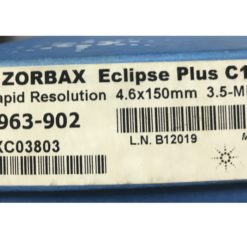 ZORBAX Eclipse Plus C1
apid Resolution 4.6x150mm 3.5-Mi
963-902
XC03803
L.N. B12019